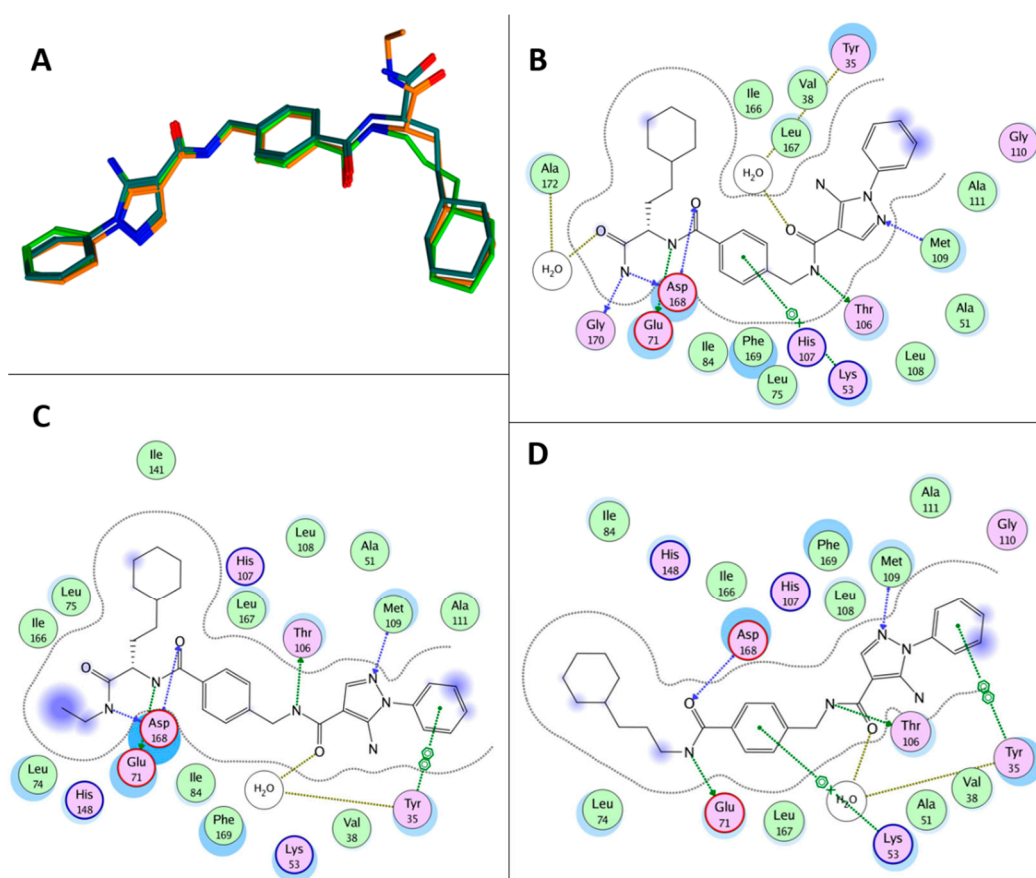 A
B
Tyr
35
Val
38
Ile
166
Leu
167
Gly
110
Ala
172
H₂O
Ala
111
N
N
N
O
O
O
N
N
N
H₂O
Met
109
Asp
168
Gly
170
Glu
71
Thr
106
Ala
51
Ile
84
Phe
169
His
107
Leu
108
Leu
75
Lys
53
C
Ile
141
Leu
108
His
107
Ala
51
Leu
75
Leu
167
Ile
166
Thr
106
Met
109
Ala
111
O
O
N
N
N
N
N
O
N
Asp
168
Glu
71
H₂O
Leu
74
Ile
84
His
148
Tyr
35
Phe
169
Val
38
Lys
53
D
Ala
111
Ile
84
Gly
110
His
148
Phe
169
Met
109
Ile
166
His
107
Leu
108
Asp
168
N
N
N
O
N
O
N
Thr
106
Tyr
35
Glu
71
H₂O
Val
38
Leu
74
Leu
167
Ala
51
Lys
53